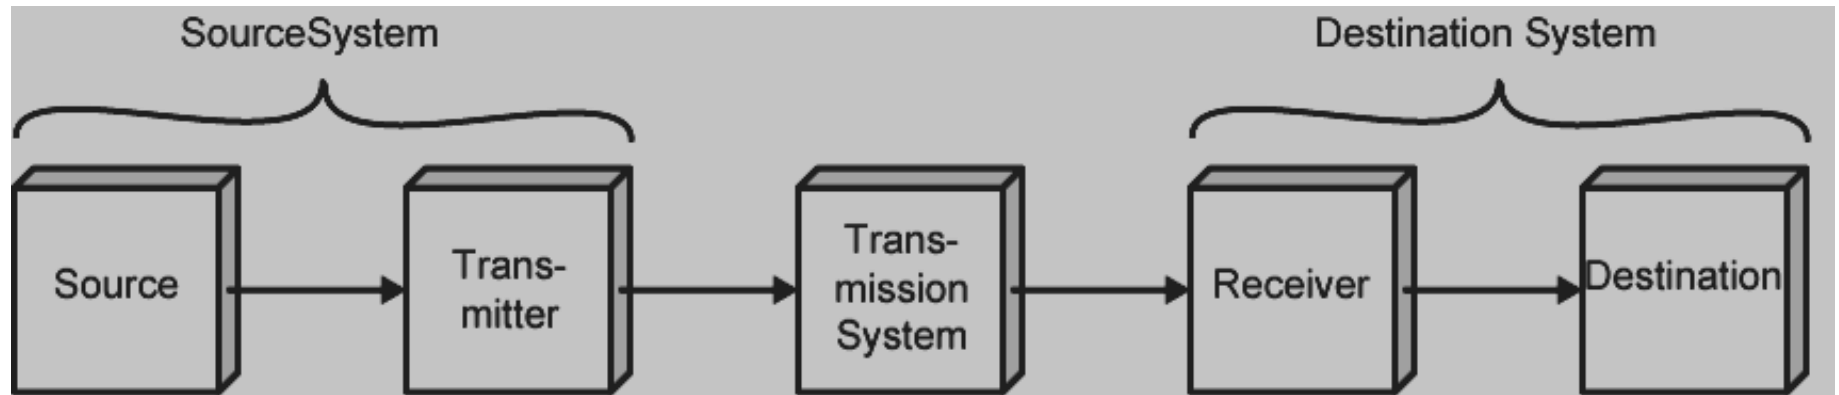 SourceSystem
Destination System
Source
Trans-
mitter
Trans-
mission
System
Receiver
Destination